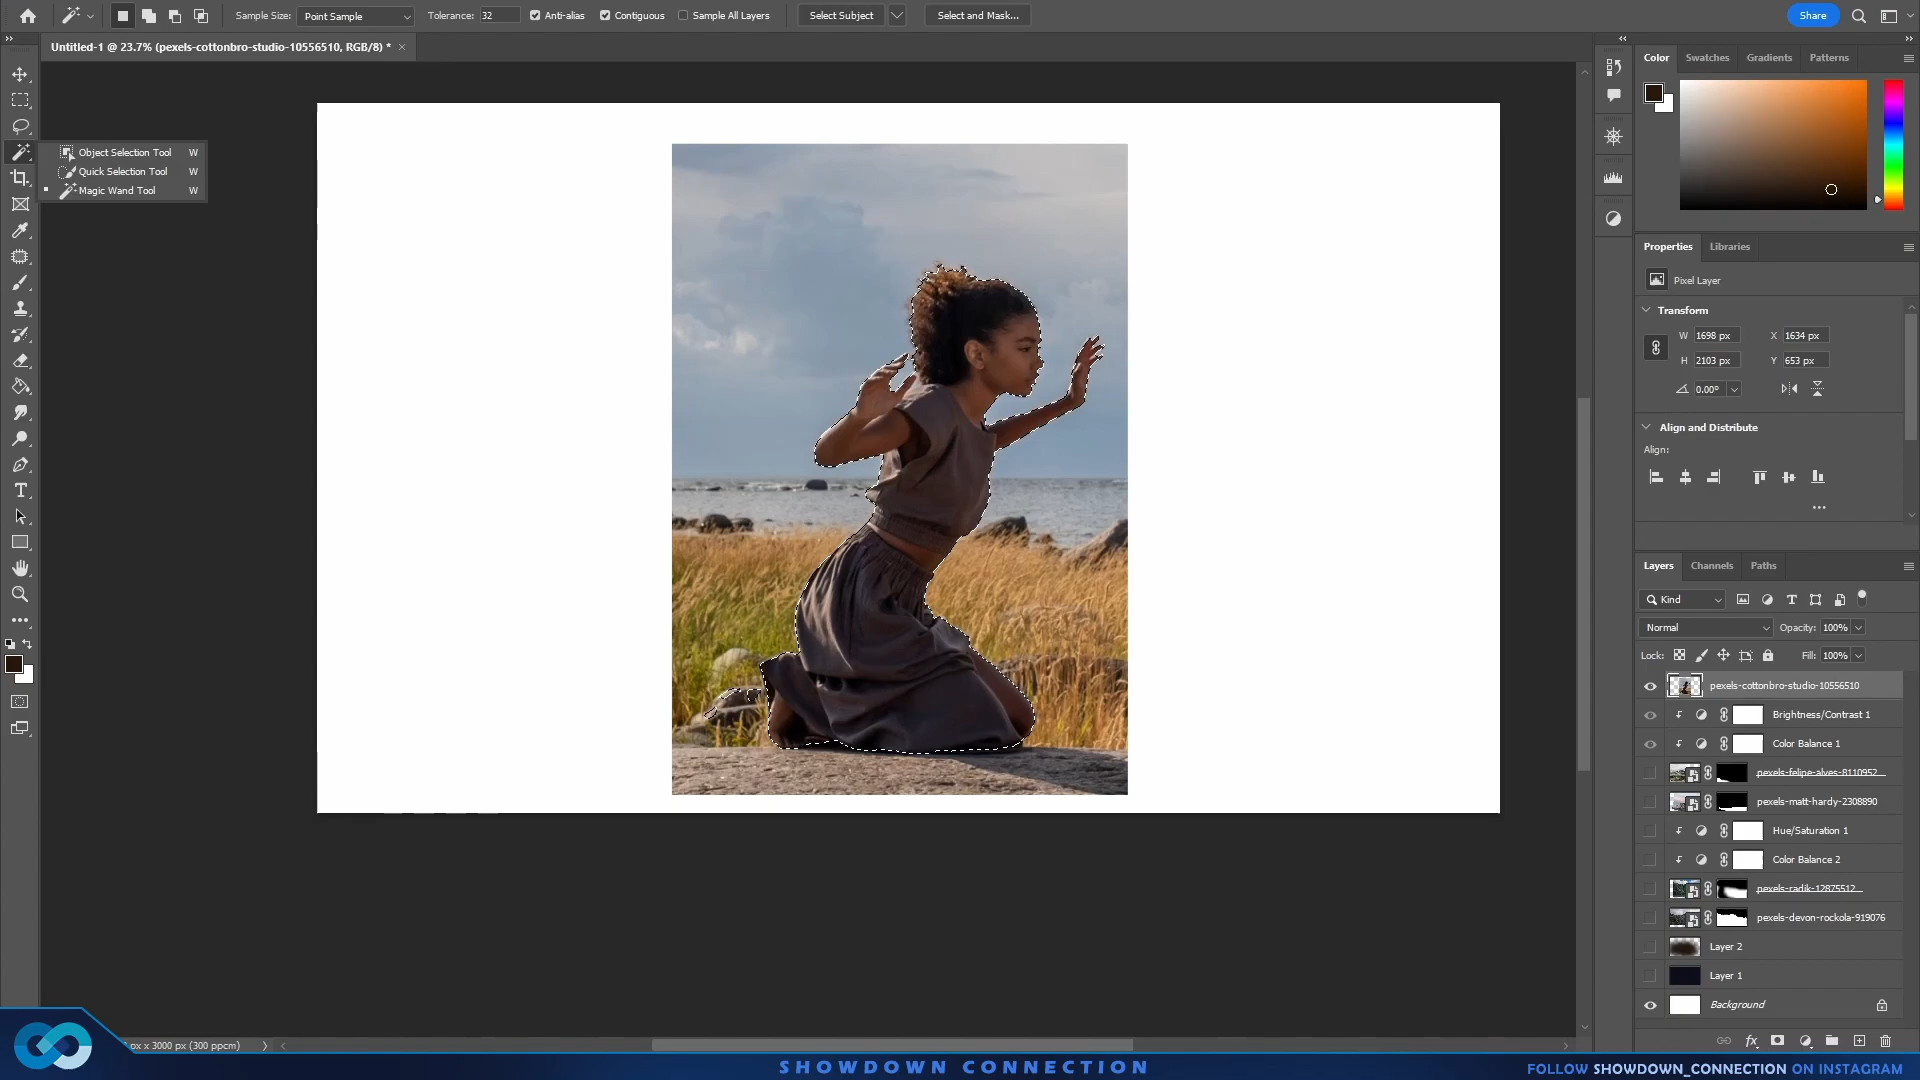 Sample Size: Point Sample Tolerance: 32 Anti-alias Contiguous Sample All Layers Select Subject Select and Mask... Share
Untitled-1 @ 23.7% (pexels-cottonbro-studio-10556510, RGB/8) * ×
Object Selection Tool W
Quick Selection Tool W
Magic Wand Tool W
Color Swatches Gradients Patterns
Properties Libraries
Pixel Layer
Transform
W 1698 px X 1634 px
H 2103 px Y 653 px
0.00°
Align and Distribute
Align:
Layers Channels Paths
Kind
Normal Opacity: 100%
Lock: Fill: 100%
pexels-cottonbro-studio-10556510
Brightness/Contrast 1
Color Balance 1
pexels-felipe-alves-8110952...
pexels-matt-hardy-2308890
Hue/Saturation 1
Color Balance 2
pexels-radik-12875512...
pexels-devon-rockola-919076
Layer 2
Layer 1
Background
px x 3000 px (300 ppcm)
SHOWDOWN CONNECTION
FOLLOW SHOWDOWN_CONNECTION ON INSTAGRAM